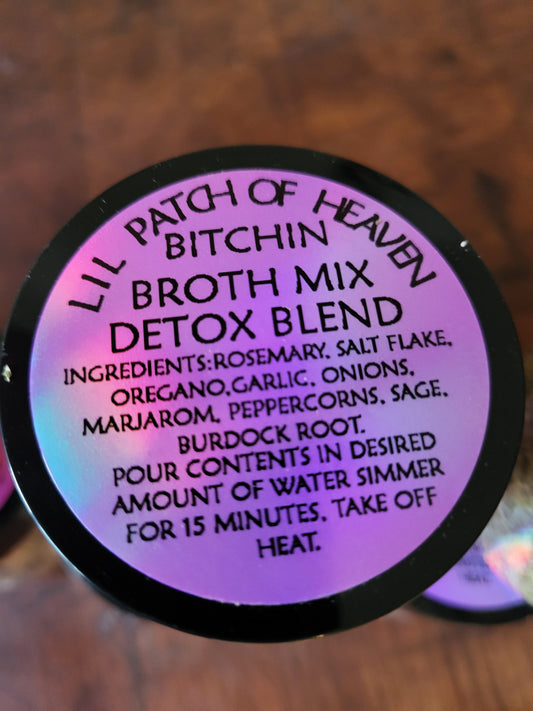 LIL PATCH OF HEAVEN
BITCHIN
BROTH MIX
DETOX BLEND
INGREDIENTS:ROSEMARY. SALT FLAKE,
OREGANO,GARLIC, ONIONS,
MARJAROM, PEPPERCORNS, SAGE,
BURDOCK ROOT.
POUR CONTENTS IN DESIRED
AMOUNT OF WATER SIMMER
FOR 15 MINUTES, TAKE OFF
HEAT.